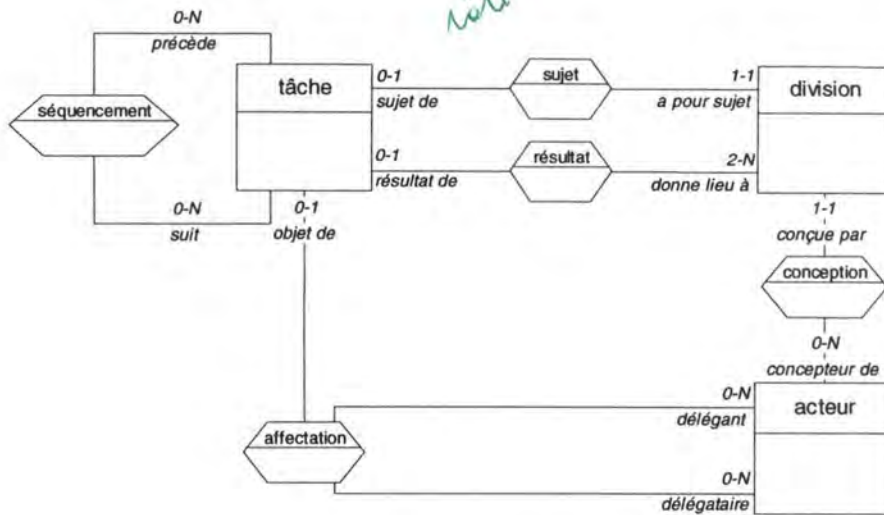 0-N
précède
séquencement
0-N
suit
tâche
0-1
sujet de
0-1
résultat de
0-1
objet de
sujet
résultat
1-1
a pour sujet
2-N
donne lieu à
division
1-1
conçue par
conception
0-N
concepteur de
affectation
0-N
délégant
0-N
délégataire
acteur